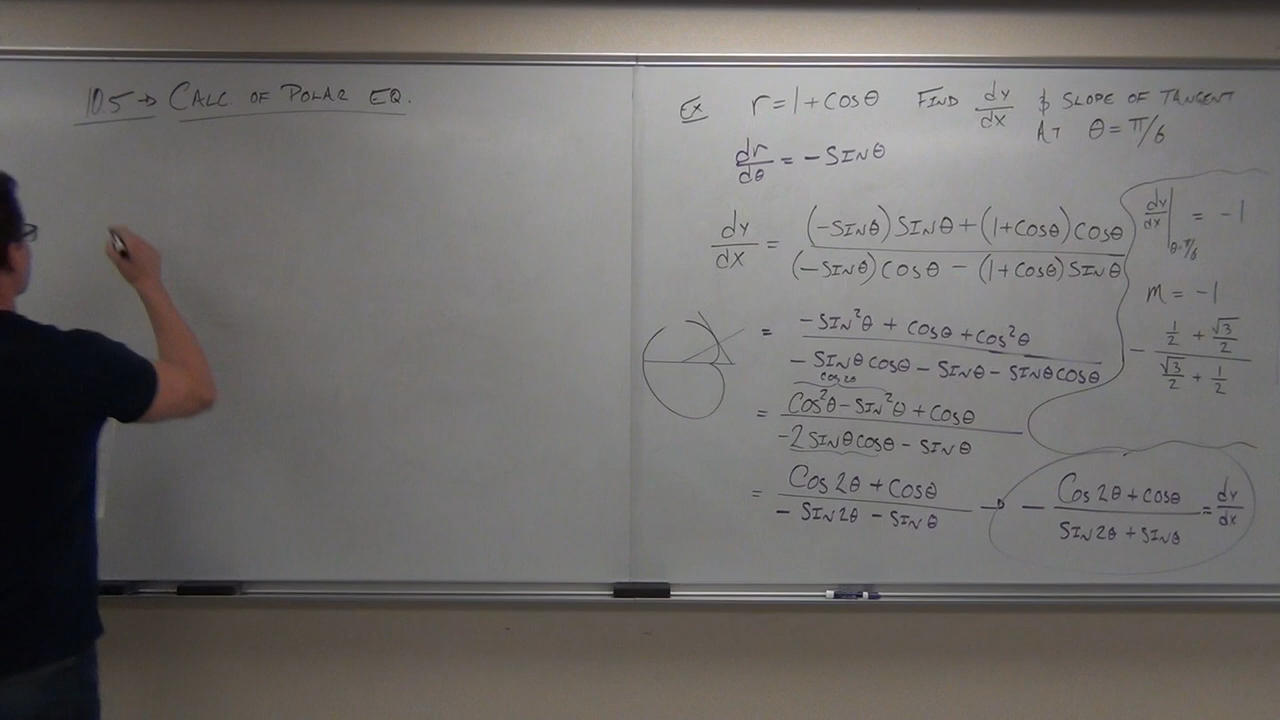 10.5 → CALC. OF POLAR EQ.
Ex r = 1 + cosθ FIND dy/dx & SLOPE OF TANGENT
AT θ = π/6
dr/dθ = -SINθ
dy/dx = ((-SINθ)SINθ + (1+cosθ)cosθ) / ((-SINθ)cosθ - (1+cosθ)SINθ)
= (-SIN²θ + cosθ + cos²θ) / (-SINθcosθ - SINθ - SINθcosθ)
cos2θ
= (cos²θ - SIN²θ + cosθ) / (-2SINθcosθ - SINθ)
= (Cos2θ + cosθ) / (-SIN2θ - SINθ) → - (Cos2θ + cosθ) / (SIN2θ + SINθ) = dy/dx
dy/dx|θ=π/6 = -1
m = -1
- (1/2 + √3/2) / (√3/2 + 1/2)